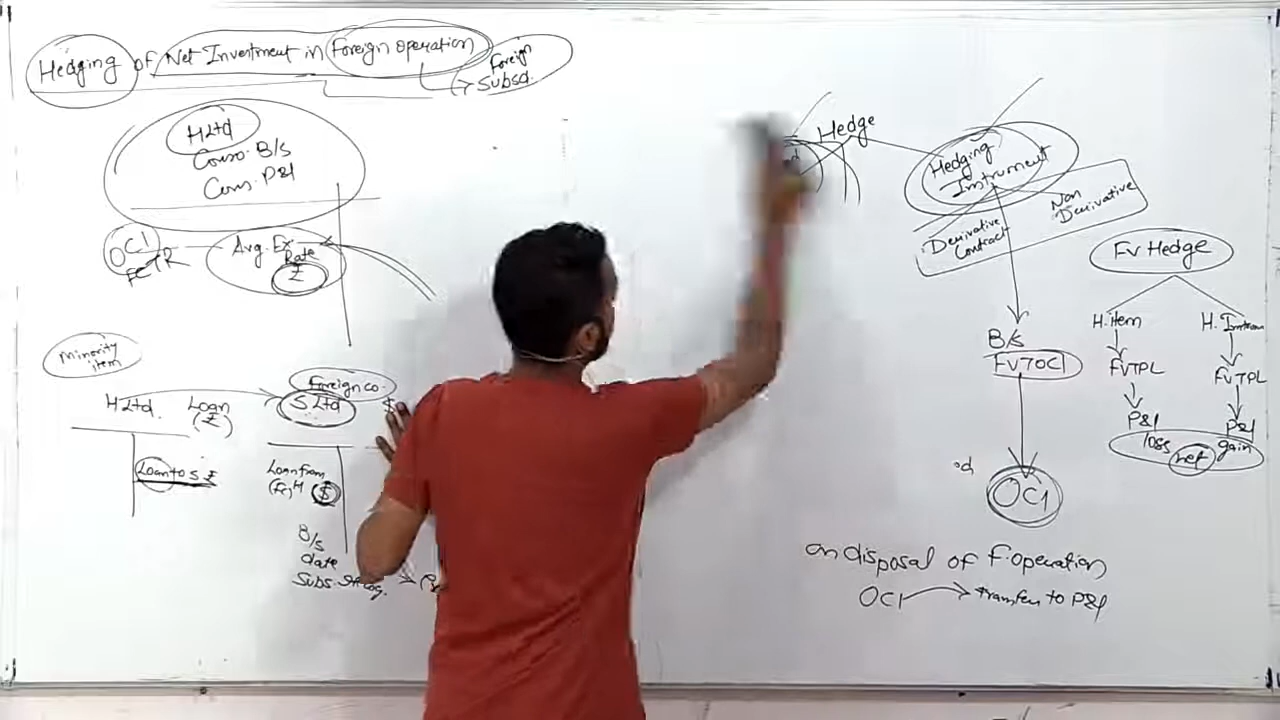 Hedging of Net Investment in Foreign operation
Foreign
Subsd.
H Ltd
Conso. B/s
Cons. P&l
OCI
FCTR
Avg. Ex.
Rate
₹
minority
item
H Ltd. Loan
(₹)
Foreign co.
S Ltd $
Loan to S ₹
Loan from
(FC) H $
B/s
date
Hedge
Hedging
Instrument
Derivative
Contract
Non
Derivative
B/s
FVTOCI
OCI
on disposal of F.operation
OCI → transfer to P&l
FV Hedge
H. Item
FVTPL
P&l
loss
H. Instrum
FVTPL
P&l
gain
net